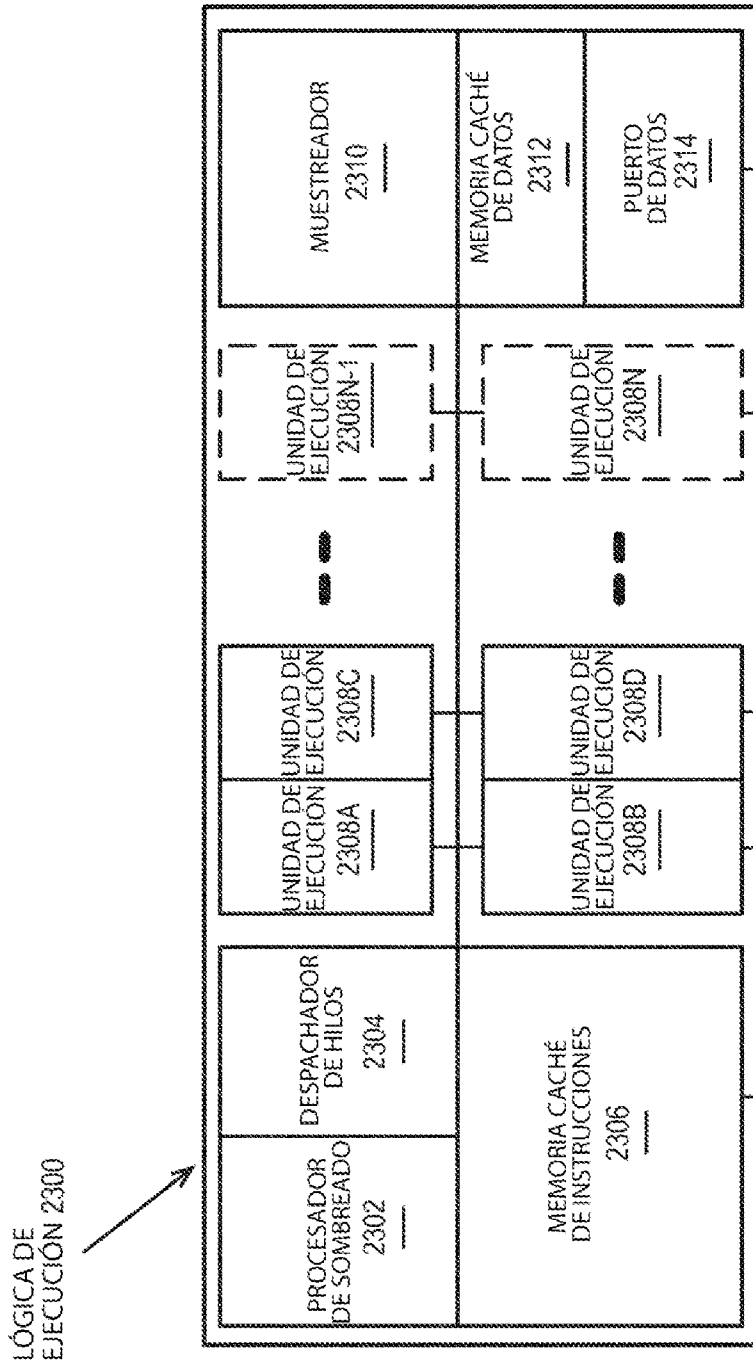 LÓGICA DE
EJECUCIÓN 2300
PROCESADOR
DE SOMBREADO
2302
DESPACHADOR
DE HILOS
2304
MEMORIA CACHÉ
DE INSTRUCCIONES
2306
UNIDAD DE
EJECUCIÓN
2308A
UNIDAD DE
EJECUCIÓN
2308C
UNIDAD DE
EJECUCIÓN
2308B
UNIDAD DE
EJECUCIÓN
2308D
UNIDAD DE
EJECUCIÓN
2308N-1
UNIDAD DE
EJECUCIÓN
2308N
MUESTREADOR
2310
MEMORIA CACHÉ
DE DATOS
2312
PUERTO
DE DATOS
2314